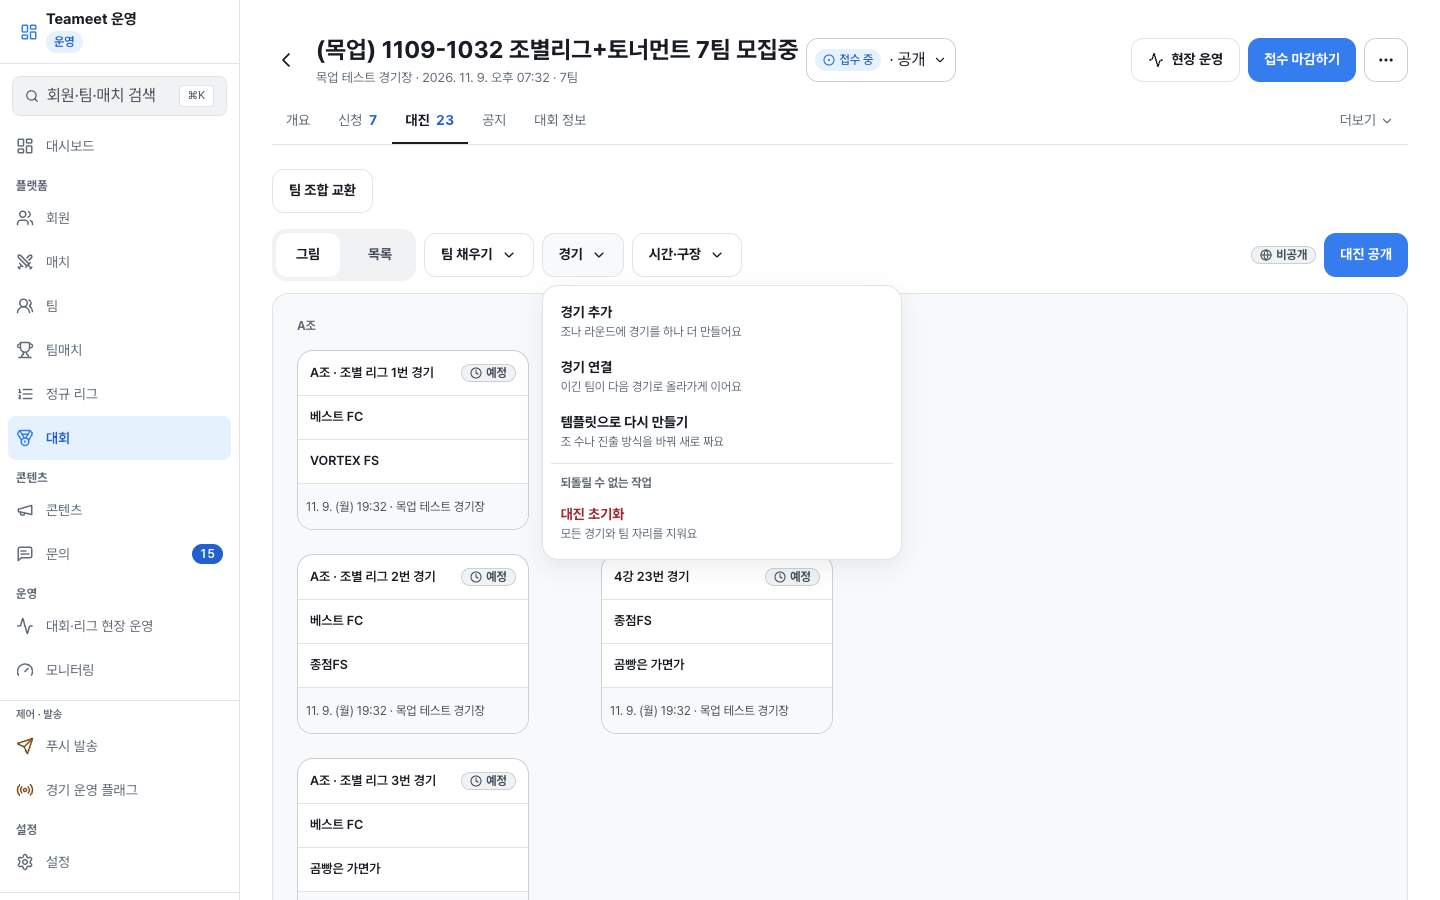 Teameet 운영
운영
회원·팀·매치 검색 ⌘K
대시보드
플랫폼
회원
매치
팀
팀매치
정규 리그
대회
콘텐츠
콘텐츠
문의 15
운영
대회·리그 현장 운영
모니터링
제어 · 발송
푸시 발송
경기 운영 플래그
설정
설정
(목업) 1109-1032 조별리그+토너먼트 7팀 모집중
접수 중 · 공개
목업 테스트 경기장 · 2026. 11. 9. 오후 07:32 · 7팀
현장 운영
접수 마감하기
개요
신청 7
대진 23
공지
대회 정보
더보기
팀 조합 교환
그림
목록
팀 채우기
경기
시간·구장
비공개
대진 공개
경기 추가
조나 라운드에 경기를 하나 더 만들어요
경기 연결
이긴 팀이 다음 경기로 올라가게 이어요
템플릿으로 다시 만들기
조 수나 진출 방식을 바꿔 새로 짜요
되돌릴 수 없는 작업
대진 초기화
모든 경기와 팀 자리를 지워요
A조
A조 · 조별 리그 1번 경기 예정
베스트 FC
VORTEX FS
11. 9. (월) 19:32 · 목업 테스트 경기장
A조 · 조별 리그 2번 경기 예정
베스트 FC
종점FS
11. 9. (월) 19:32 · 목업 테스트 경기장
4강 23번 경기 예정
종점FS
곰빵은 가면가
11. 9. (월) 19:32 · 목업 테스트 경기장
A조 · 조별 리그 3번 경기 예정
베스트 FC
곰빵은 가면가